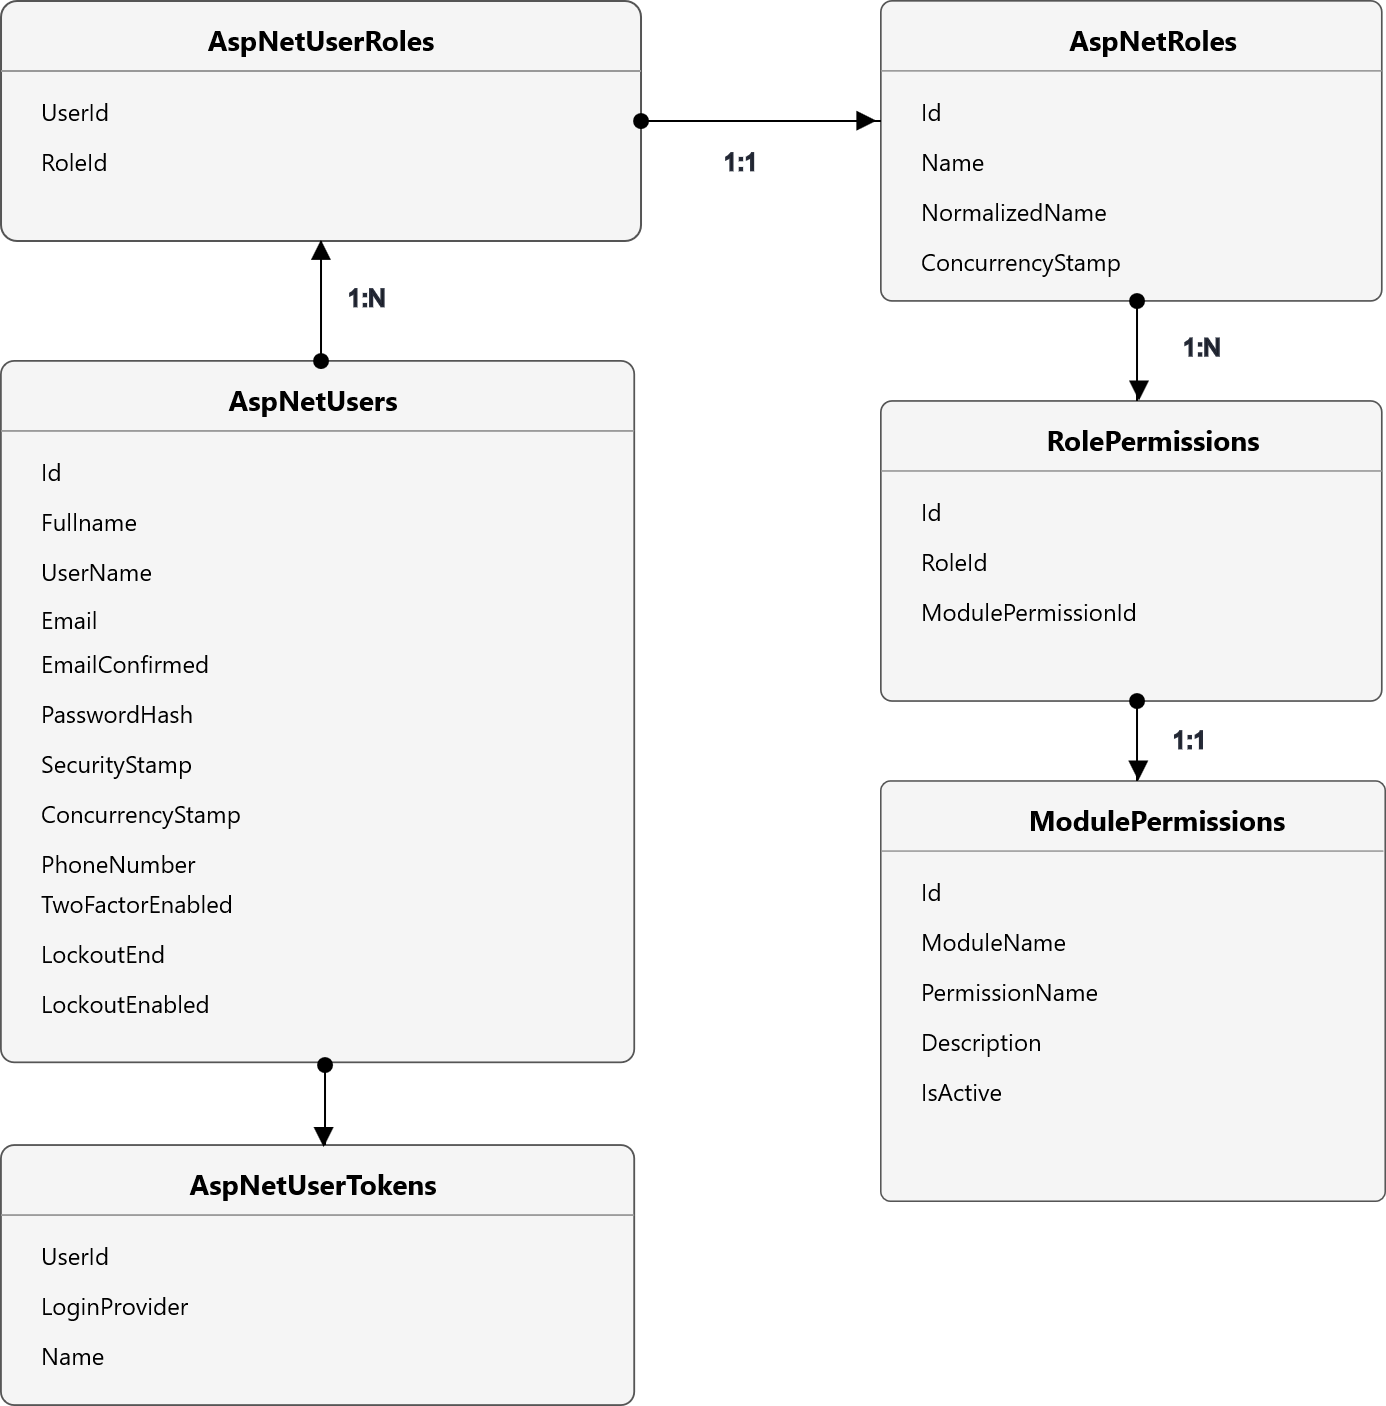 AspNetUserRoles
UserId
RoleId
1:1
AspNetRoles
Id
Name
NormalizedName
ConcurrencyStamp
1:N
AspNetUsers
Id
Fullname
UserName
Email
EmailConfirmed
PasswordHash
SecurityStamp
ConcurrencyStamp
PhoneNumber
TwoFactorEnabled
LockoutEnd
LockoutEnabled
1:N
RolePermissions
Id
RoleId
ModulePermissionId
1:1
ModulePermissions
Id
ModuleName
PermissionName
Description
IsActive
AspNetUserTokens
UserId
LoginProvider
Name